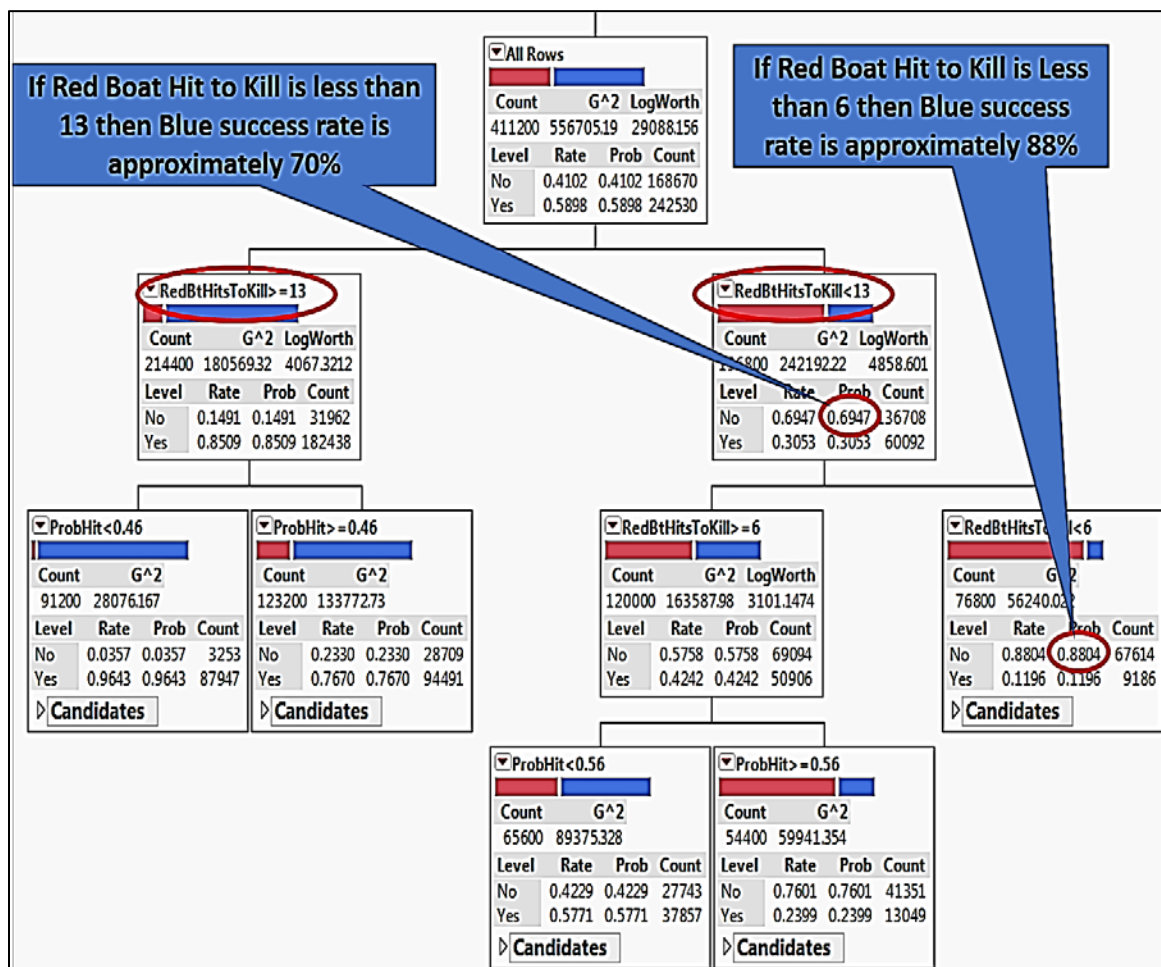 If Red Boat Hit to Kill is less than
13 then Blue success rate is
approximately 70%
If Red Boat Hit to Kill is Less
than 6 then Blue success
rate is approximately 88%
All Rows
Count G^2 LogWorth
411200 556705.19 29088.156
Level Rate Prob Count
No 0.4102 0.4102 168670
Yes 0.5898 0.5898 242530
RedBtHitsToKill>=13
Count G^2 LogWorth
214400 180569.32 4067.3212
Level Rate Prob Count
No 0.1491 0.1491 31962
Yes 0.8509 0.8509 182438
RedBtHitsToKill<13
Count G^2 LogWorth
242192.22 4858.601
Level Rate Prob Count
No 0.6947 0.6947 136708
Yes 0.3053 0.3053 60092
ProbHit<0.46
Count G^2
91200 28076.167
Level Rate Prob Count
No 0.0357 0.0357 3253
Yes 0.9643 0.9643 87947
Candidates
ProbHit>=0.46
Count G^2
123200 133772.73
Level Rate Prob Count
No 0.2330 0.2330 28709
Yes 0.7670 0.7670 94491
Candidates
RedBtHitsToKill>=6
Count G^2 LogWorth
120000 163587.98 3101.1474
Level Rate Prob Count
No 0.5758 0.5758 69094
Yes 0.4242 0.4242 50906
<6
Count G^2
76800
Level Rate Prob Count
No 0.8804 0.8804 67614
Yes 0.1196 0.1196 9186
Candidates
ProbHit<0.56
Count G^2
65600 89375.328
Level Rate Prob Count
No 0.4229 0.4229 27743
Yes 0.5771 0.5771 37857
Candidates
ProbHit>=0.56
Count G^2
54400 59941.354
Level Rate Prob Count
No 0.7601 0.7601 41351
Yes 0.2399 0.2399 13049
Candidates